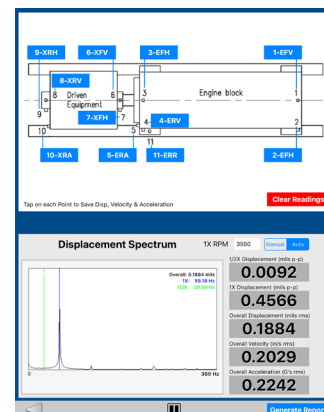 9-XRH
6-XFV
3-EFH
1-EFV
8-XRV
8
Driven
Equipment
6
3
Engine block
1
9
7-XFH
7
4
4-ERV
2
10
5
11
10-XRA
5-ERA
11-ERR
2-EFH
Tap on each Point to Save Disp, Velocity & Acceleration
Clear Readings
Displacement Spectrum
1X RPM
3550
Manual
Auto
1/2X Displacement (mils p-p)
0.0092
Overall: 0.1884 mils
1X: 59.16 Hz
1/2X: 29.59 Hz
1X Displacement (mils p-p)
0.4566
Overall Displacement (mils rms)
0.1884
Overall Velocity (in/s rms)
0.2029
Overall Acceleration (G's rms)
0.2242
0
360 Hz
Generate Report